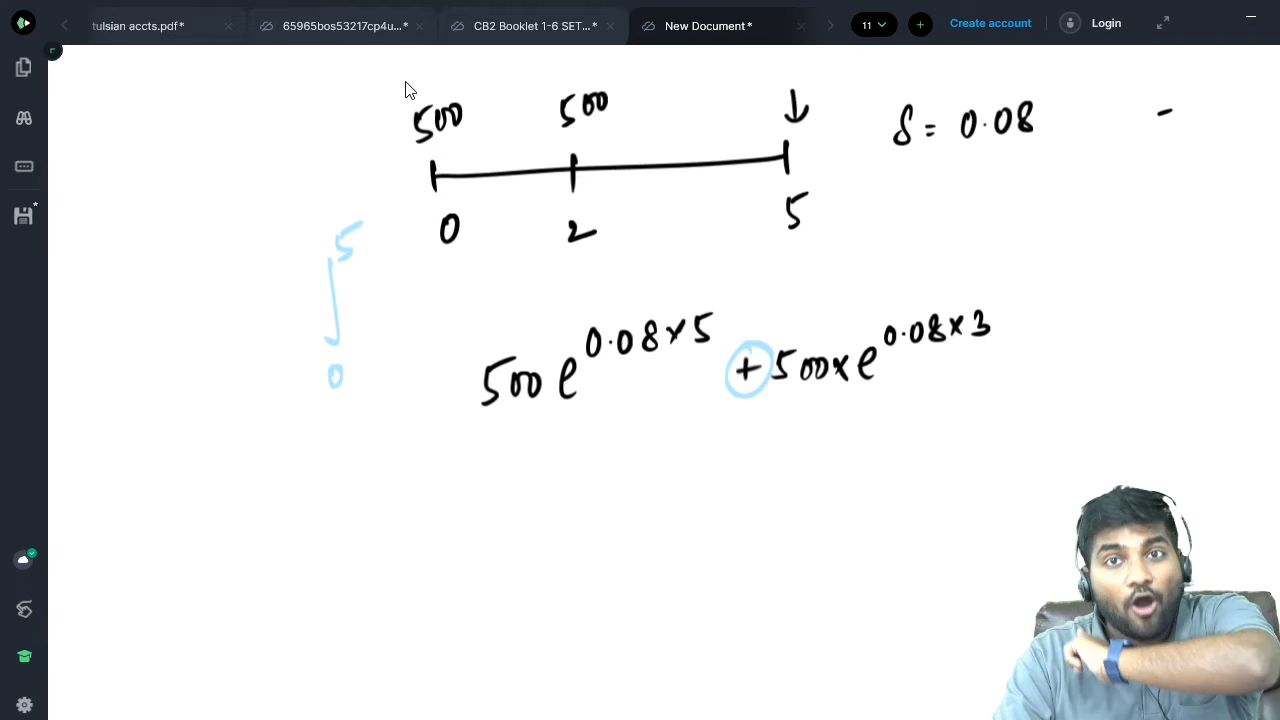 tulsian accts.pdf*
65965bos53217cp4u...*
CB2 Booklet 1-6 SET...*
New Document*
11
Create account
Login
500 500 ↓ δ = 0.08 -
0 2 5
∫ 5 0
500 e^0.08×5 + 500×e^0.08×3